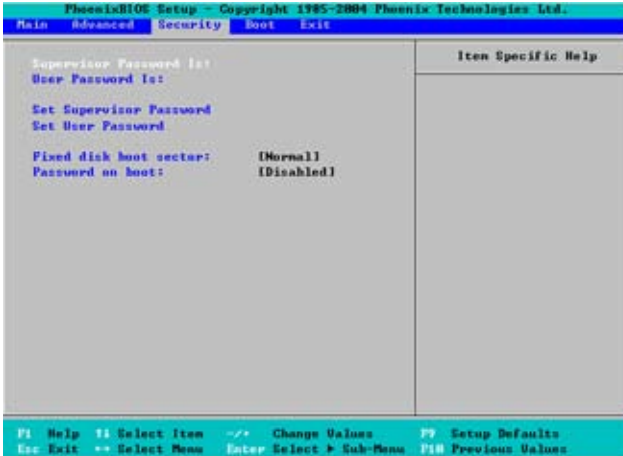 PhoenixBIOS Setup - Copyright 1985-2004 Phoenix Technologies Ltd.
Main Advanced Security Boot Exit
Item Specific Help
Supervisor Password Is:
User Password Is:
Set Supervisor Password
Set User Password
Fixed disk boot sector: [Normal]
Password on boot: [Disabled]
F1 Help ↑↓ Select Item -/+ Change Values F9 Setup Defaults
Esc Exit ↔ Select Menu Enter Select ▶ Sub-Menu F10 Previous Values